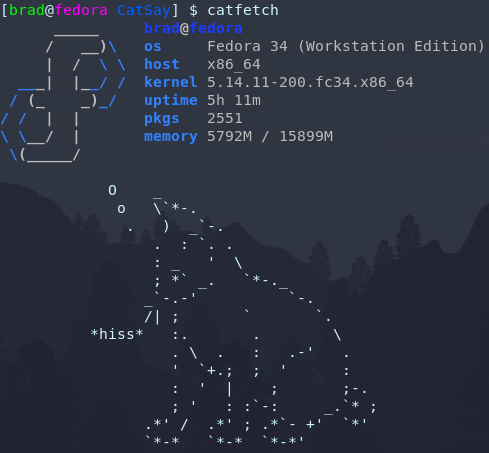 [brad@fedora CatSay] $ catfetch
brad@fedora
os Fedora 34 (Workstation Edition)
host x86_64
kernel 5.14.11-200.fc34.x86_64
uptime 5h 11m
pkgs 2551
memory 5792M / 15899M
*hiss*